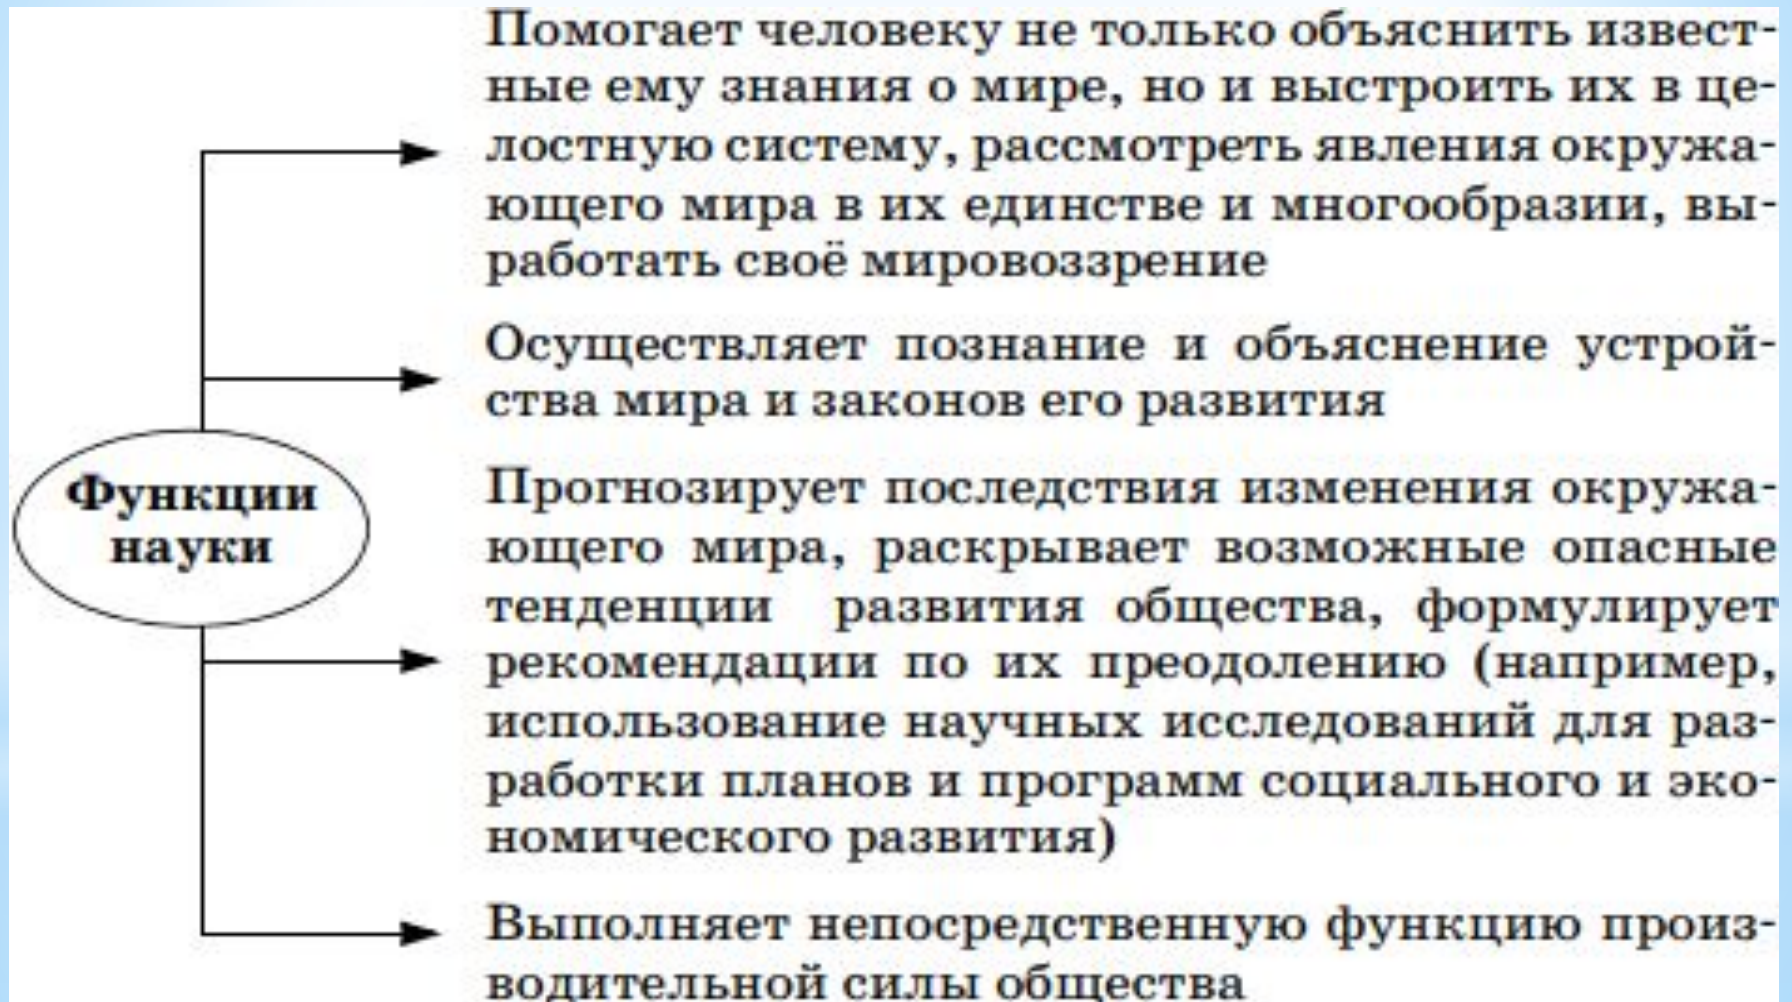 Помогает человеку не только объяснить извест-
ные ему знания о мире, но и выстроить их в це-
лостную систему, рассмотреть явления окружа-
ющего мира в их единстве и многообразии, вы-
работать своё мировоззрение
Осуществляет познание и объяснение устрой-
ства мира и законов его развития
Функции
науки
Прогнозирует последствия изменения окружа-
ющего мира, раскрывает возможные опасные
тенденции развития общества, формулирует
рекомендации по их преодолению (например,
использование научных исследований для раз-
работки планов и программ социального и эко-
номического развития)
Выполняет непосредственную функцию произ-
водительной силы общества